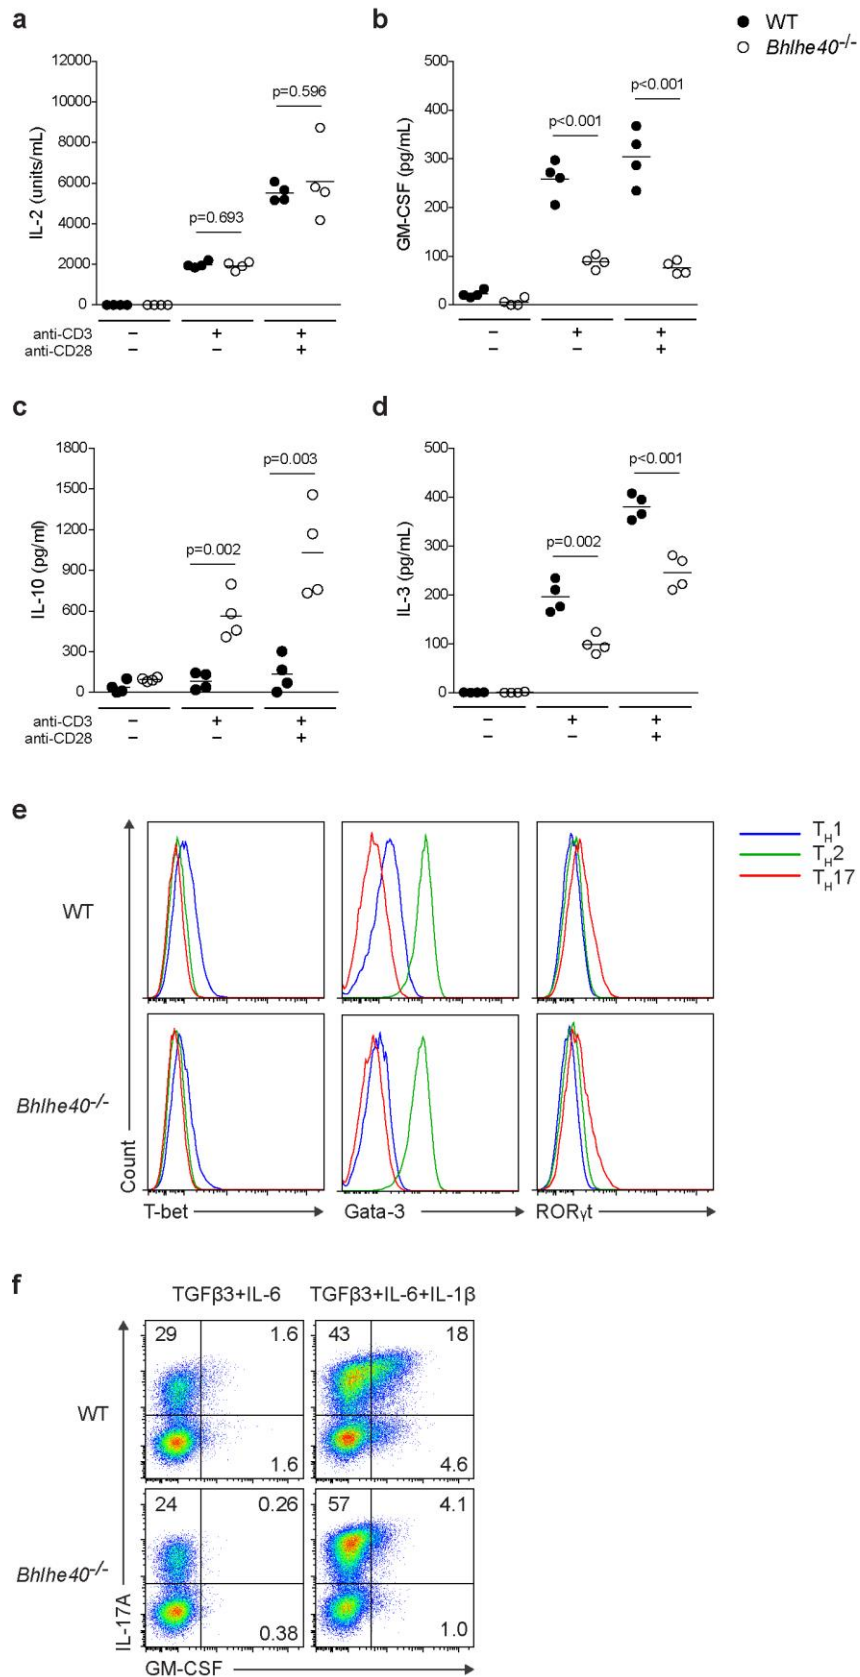 a
b
● WT
○ Bhlhe40-/-
12000
10000
8000
6000
4000
2000
0
IL-2 (units/mL)
p=0.693
p=0.596
anti-CD3 – + +
anti-CD28 – – +
500
400
300
200
100
0
GM-CSF (pg/mL)
p<0.001
p<0.001
– + +
– – +
c
d
1800
1500
1200
900
600
300
0
IL-10 (pg/ml)
p=0.002
p=0.003
anti-CD3 – + +
anti-CD28 – – +
500
400
300
200
100
0
IL-3 (pg/mL)
p=0.002
p<0.001
– + +
– – +
e
WT
Bhlhe40-/-
TH1
TH2
TH17
Count
T-bet
Gata-3
RORγt
f
TGFβ3+IL-6 TGFβ3+IL-6+IL-1β
WT
29 1.6 43 18
1.6 4.6
Bhlhe40-/-
24 0.26 57 4.1
0.38 1.0
IL-17A
GM-CSF